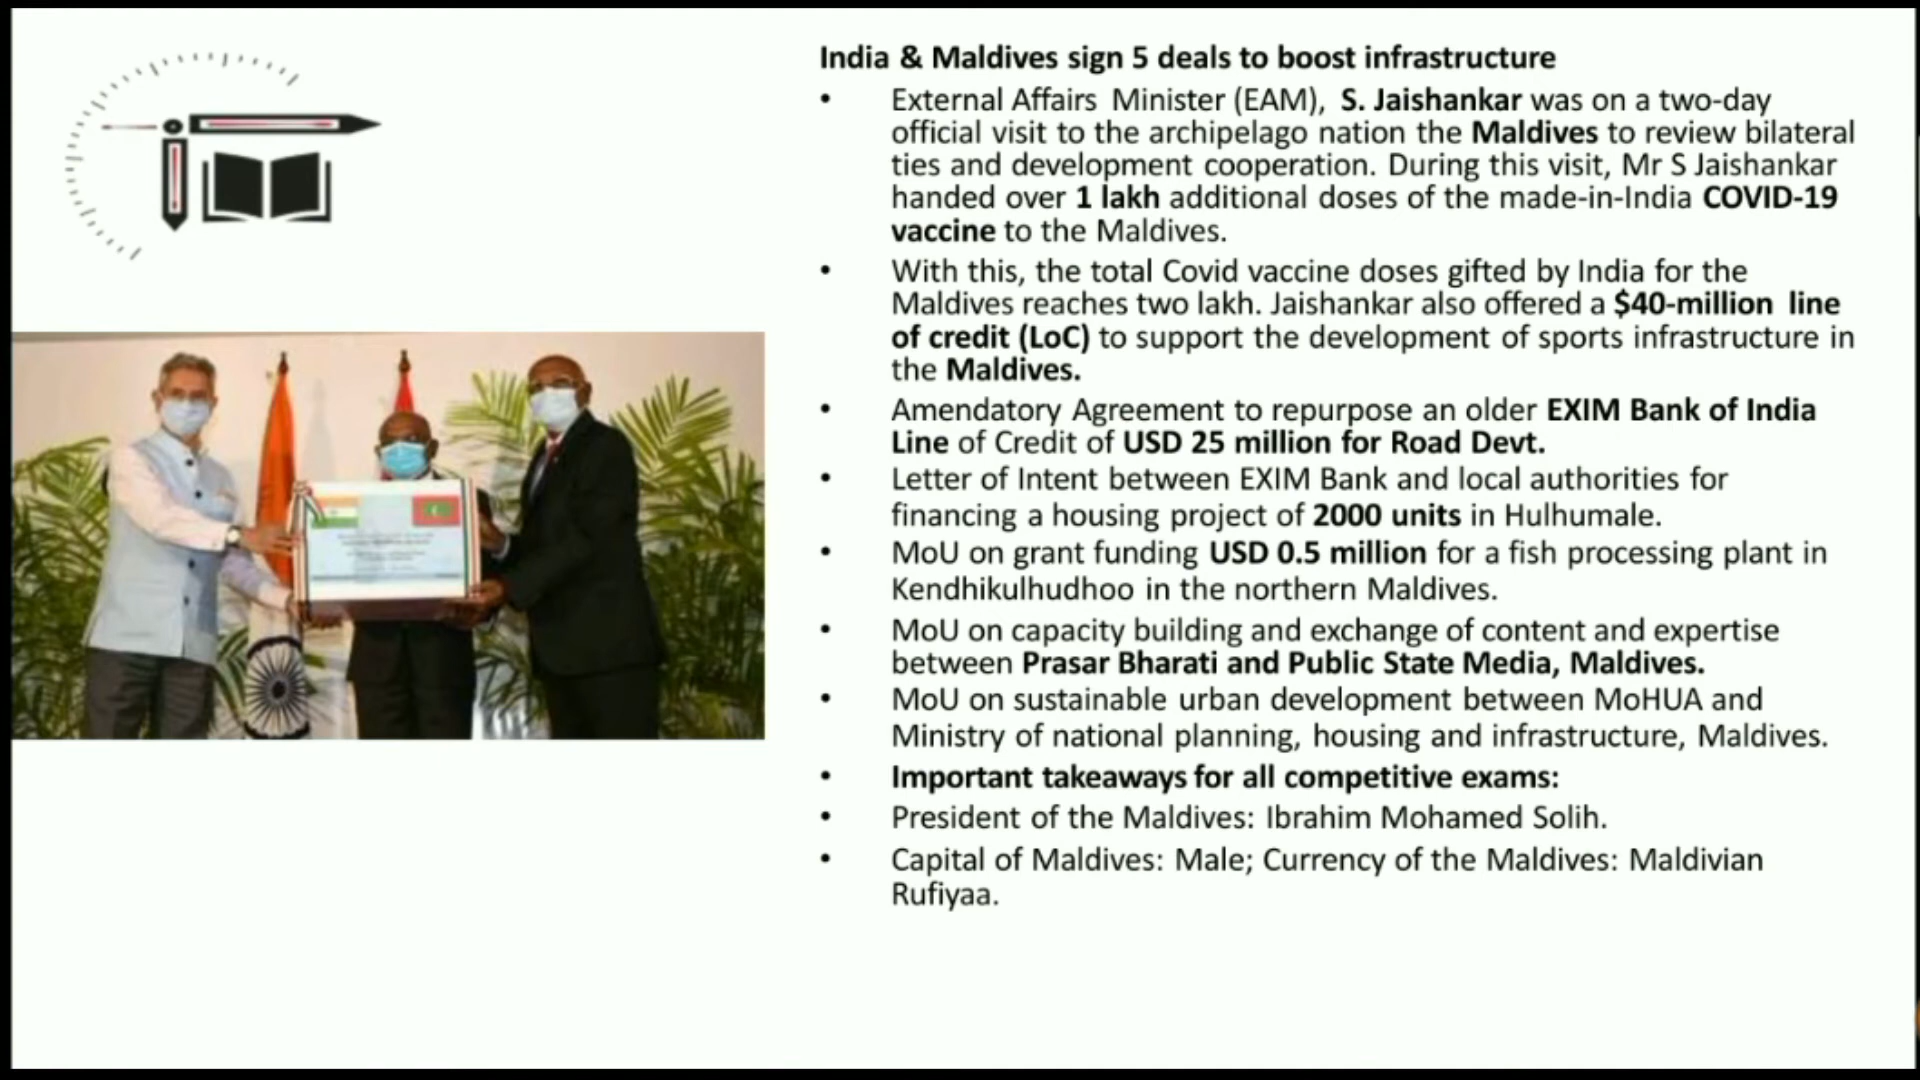 India & Maldives sign 5 deals to boost infrastructure
• External Affairs Minister (EAM), S. Jaishankar was on a two-day
official visit to the archipelago nation the Maldives to review bilateral
ties and development cooperation. During this visit, Mr S Jaishankar
handed over 1 lakh additional doses of the made-in-India COVID-19
vaccine to the Maldives.
• With this, the total Covid vaccine doses gifted by India for the
Maldives reaches two lakh. Jaishankar also offered a $40-million line
of credit (LoC) to support the development of sports infrastructure in
the Maldives.
• Amendatory Agreement to repurpose an older EXIM Bank of India
Line of Credit of USD 25 million for Road Devt.
• Letter of Intent between EXIM Bank and local authorities for
financing a housing project of 2000 units in Hulhumale.
• MoU on grant funding USD 0.5 million for a fish processing plant in
Kendhikulhudhoo in the northern Maldives.
• MoU on capacity building and exchange of content and expertise
between Prasar Bharati and Public State Media, Maldives.
• MoU on sustainable urban development between MoHUA and
Ministry of national planning, housing and infrastructure, Maldives.
• Important takeaways for all competitive exams:
• President of the Maldives: Ibrahim Mohamed Solih.
• Capital of Maldives: Male; Currency of the Maldives: Maldivian
Rufiyaa.